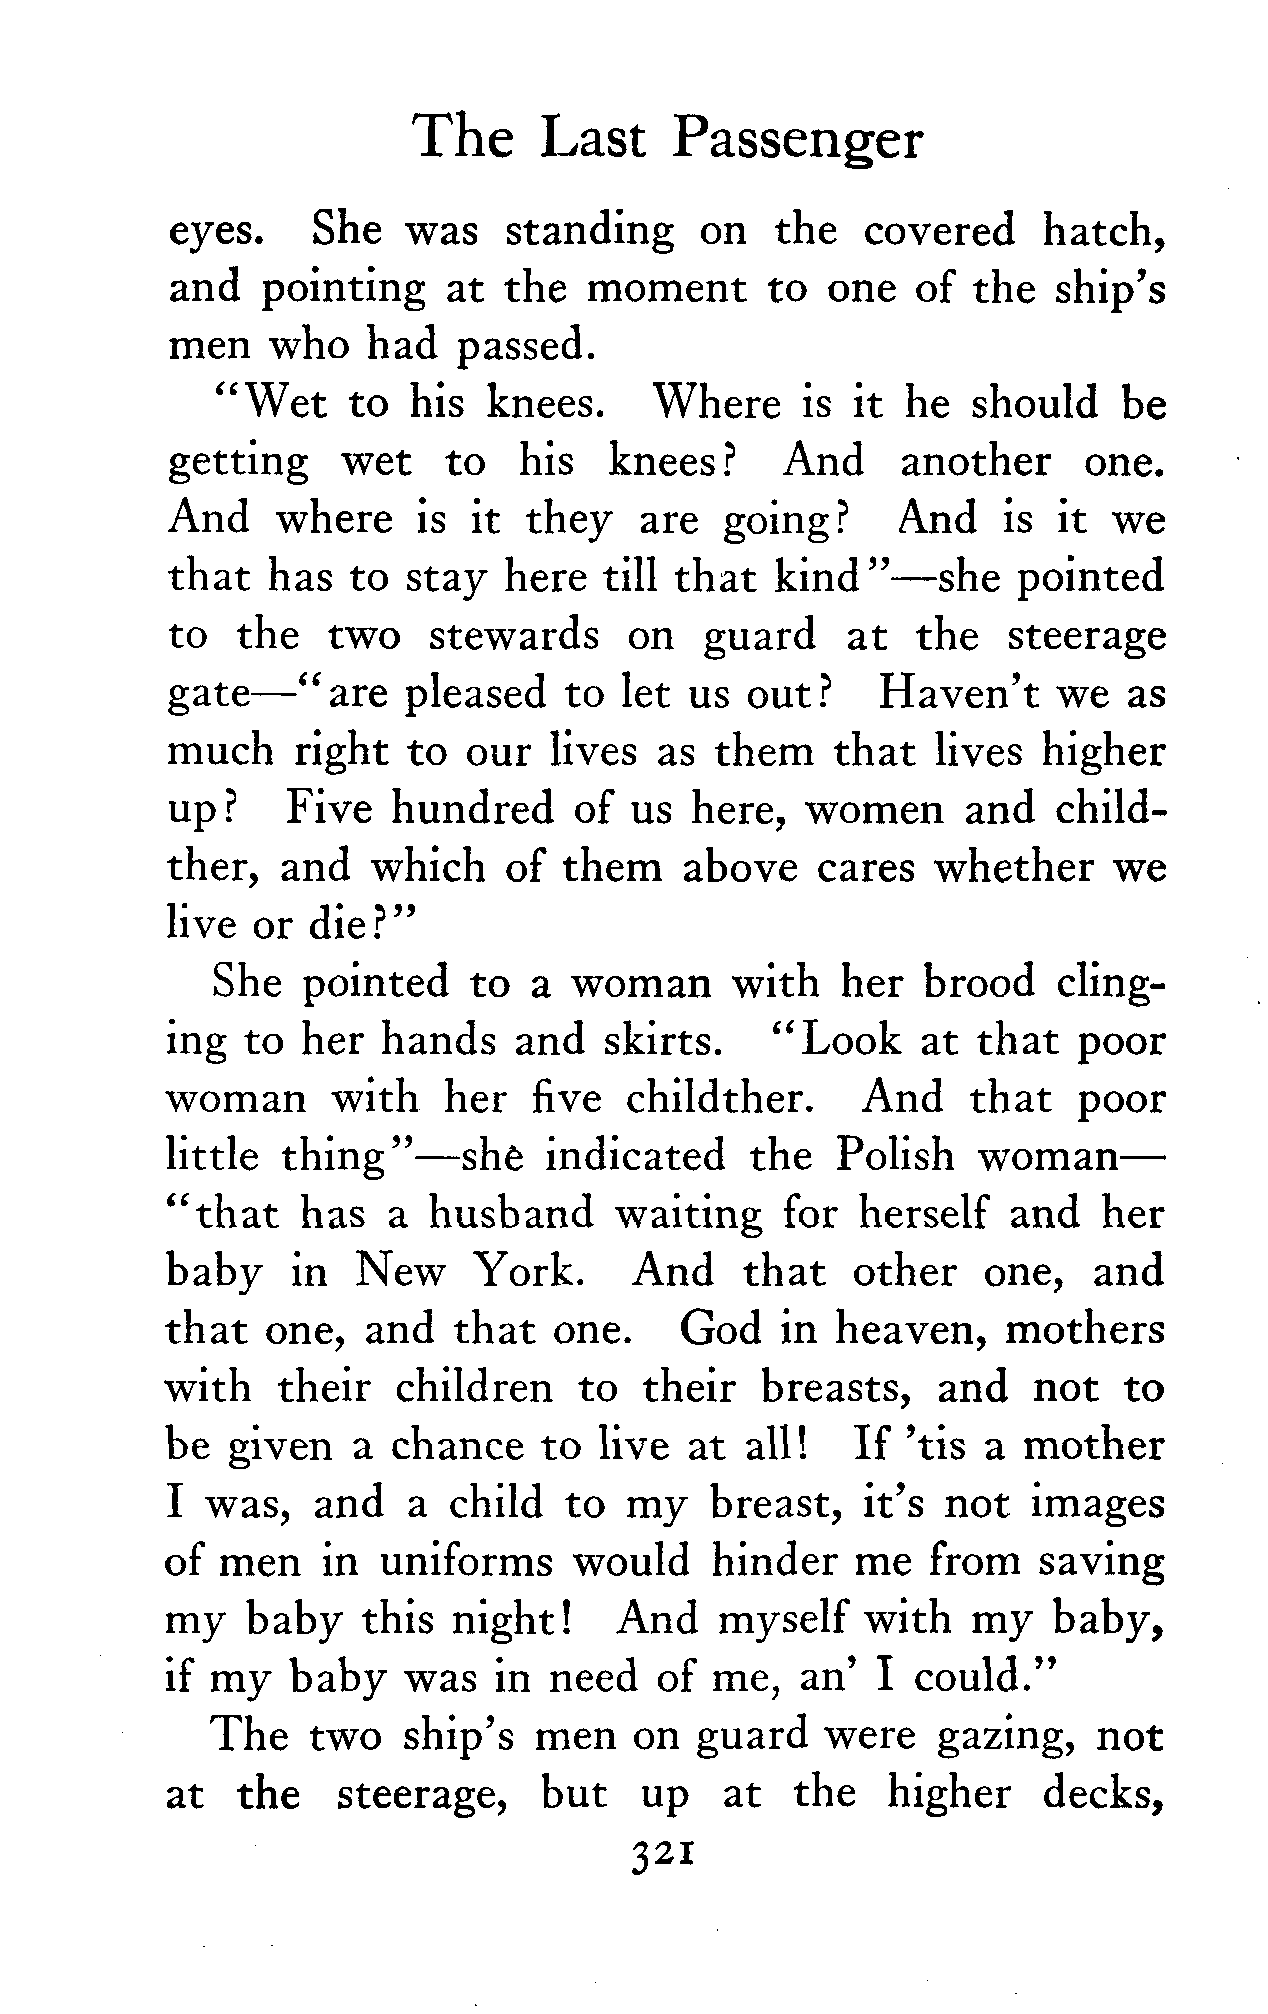 The Last Passenger
eyes. She was standing on the covered hatch,
and pointing at the moment to one of the ship's
men who had passed.
"Wet to his knees. Where is it he should be
getting wet to his knees? And another one.
And where is it they are going? And is it we
that has to stay here till that kind"—she pointed
to the two stewards on guard at the steerage
gate—"are pleased to let us out? Haven't we as
much right to our lives as them that lives higher
up? Five hundred of us here, women and child-
ther, and which of them above cares whether we
live or die?"
She pointed to a woman with her brood cling-
ing to her hands and skirts. "Look at that poor
woman with her five childther. And that poor
little thing"—she indicated the Polish woman—
"that has a husband waiting for herself and her
baby in New York. And that other one, and
that one, and that one. God in heaven, mothers
with their children to their breasts, and not to
be given a chance to live at all! If 'tis a mother
I was, and a child to my breast, it's not images
of men in uniforms would hinder me from saving
my baby this night! And myself with my baby,
if my baby was in need of me, an' I could."
The two ship's men on guard were gazing, not
at the steerage, but up at the higher decks,
321